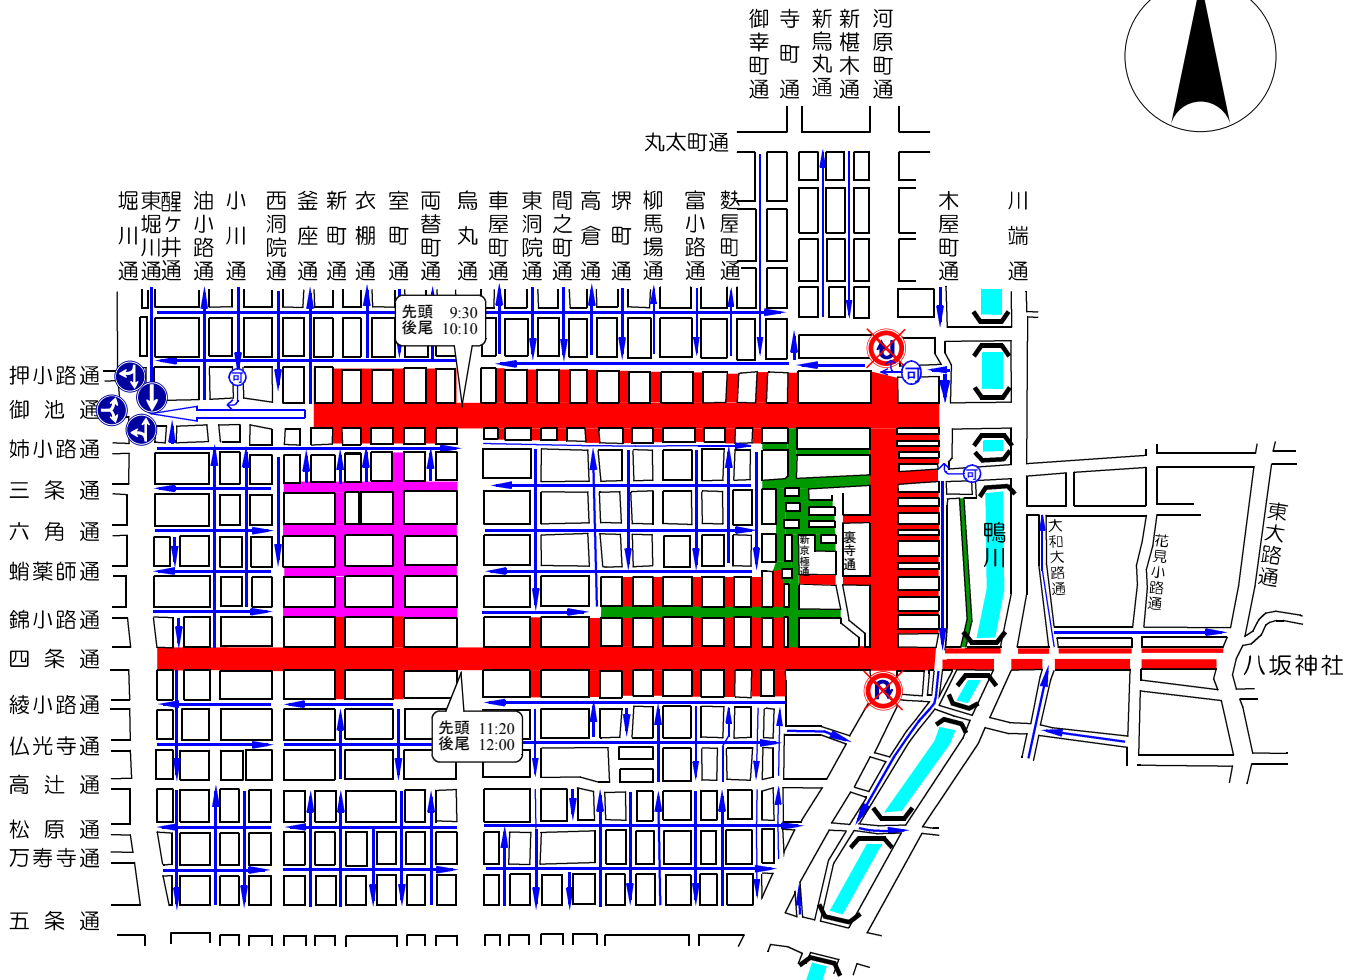 御幸町通
寺町通
新烏丸通
新椹木通
河原町通
丸太町通
堀川通
東堀川通
醒ヶ井通
油小路通
小川通
西洞院通
釜座通
新町通
衣棚通
室町通
両替町通
烏丸通
車屋町通
東洞院通
間之町通
高倉通
堺町通
柳馬場通
富小路通
麩屋町通
木屋町通
川端通
先頭 9:30
後尾 10:10
押小路通
可
可
御池通
姉小路通
可
三条通
六角通
新京極通
裏寺通
鴨川
大和大路通
花見小路通
東大路通
蛸薬師通
錦小路通
四条通
八坂神社
綾小路通
先頭 11:20
後尾 12:00
仏光寺通
高辻通
松原通
万寿寺通
五条通